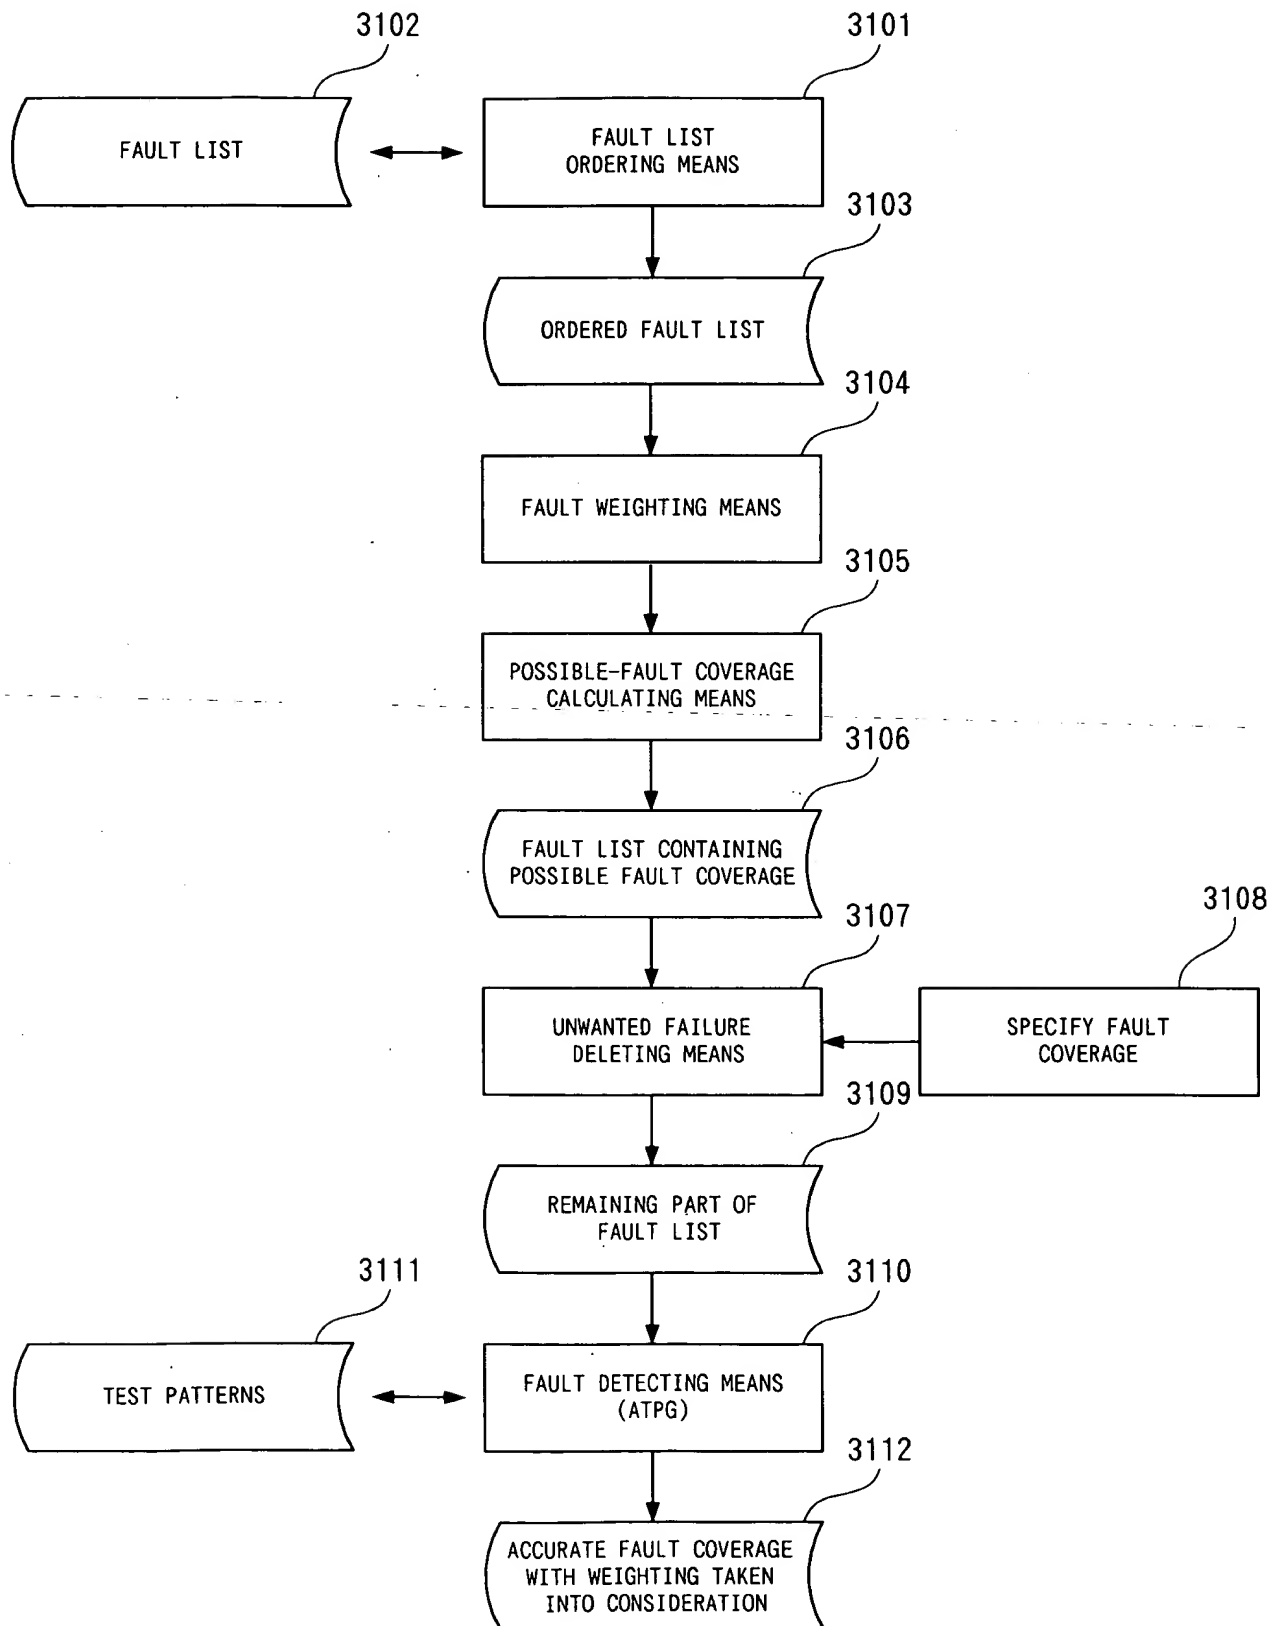 3102
3101
FAULT LIST
FAULT LIST
ORDERING MEANS
3103
ORDERED FAULT LIST
3104
FAULT WEIGHTING MEANS
3105
POSSIBLE-FAULT COVERAGE
CALCULATING MEANS
3106
FAULT LIST CONTAINING
POSSIBLE FAULT COVERAGE
3107
3108
UNWANTED FAILURE
DELETING MEANS
SPECIFY FAULT
COVERAGE
3109
REMAINING PART OF
FAULT LIST
3111
3110
TEST PATTERNS
FAULT DETECTING MEANS
(ATPG)
3112
ACCURATE FAULT COVERAGE
WITH WEIGHTING TAKEN
INTO CONSIDERATION